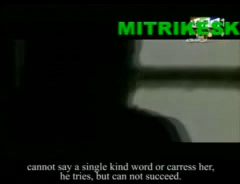 MITRIKESK
cannot say a single kind word or carress her,
he tries, but can not succeed.